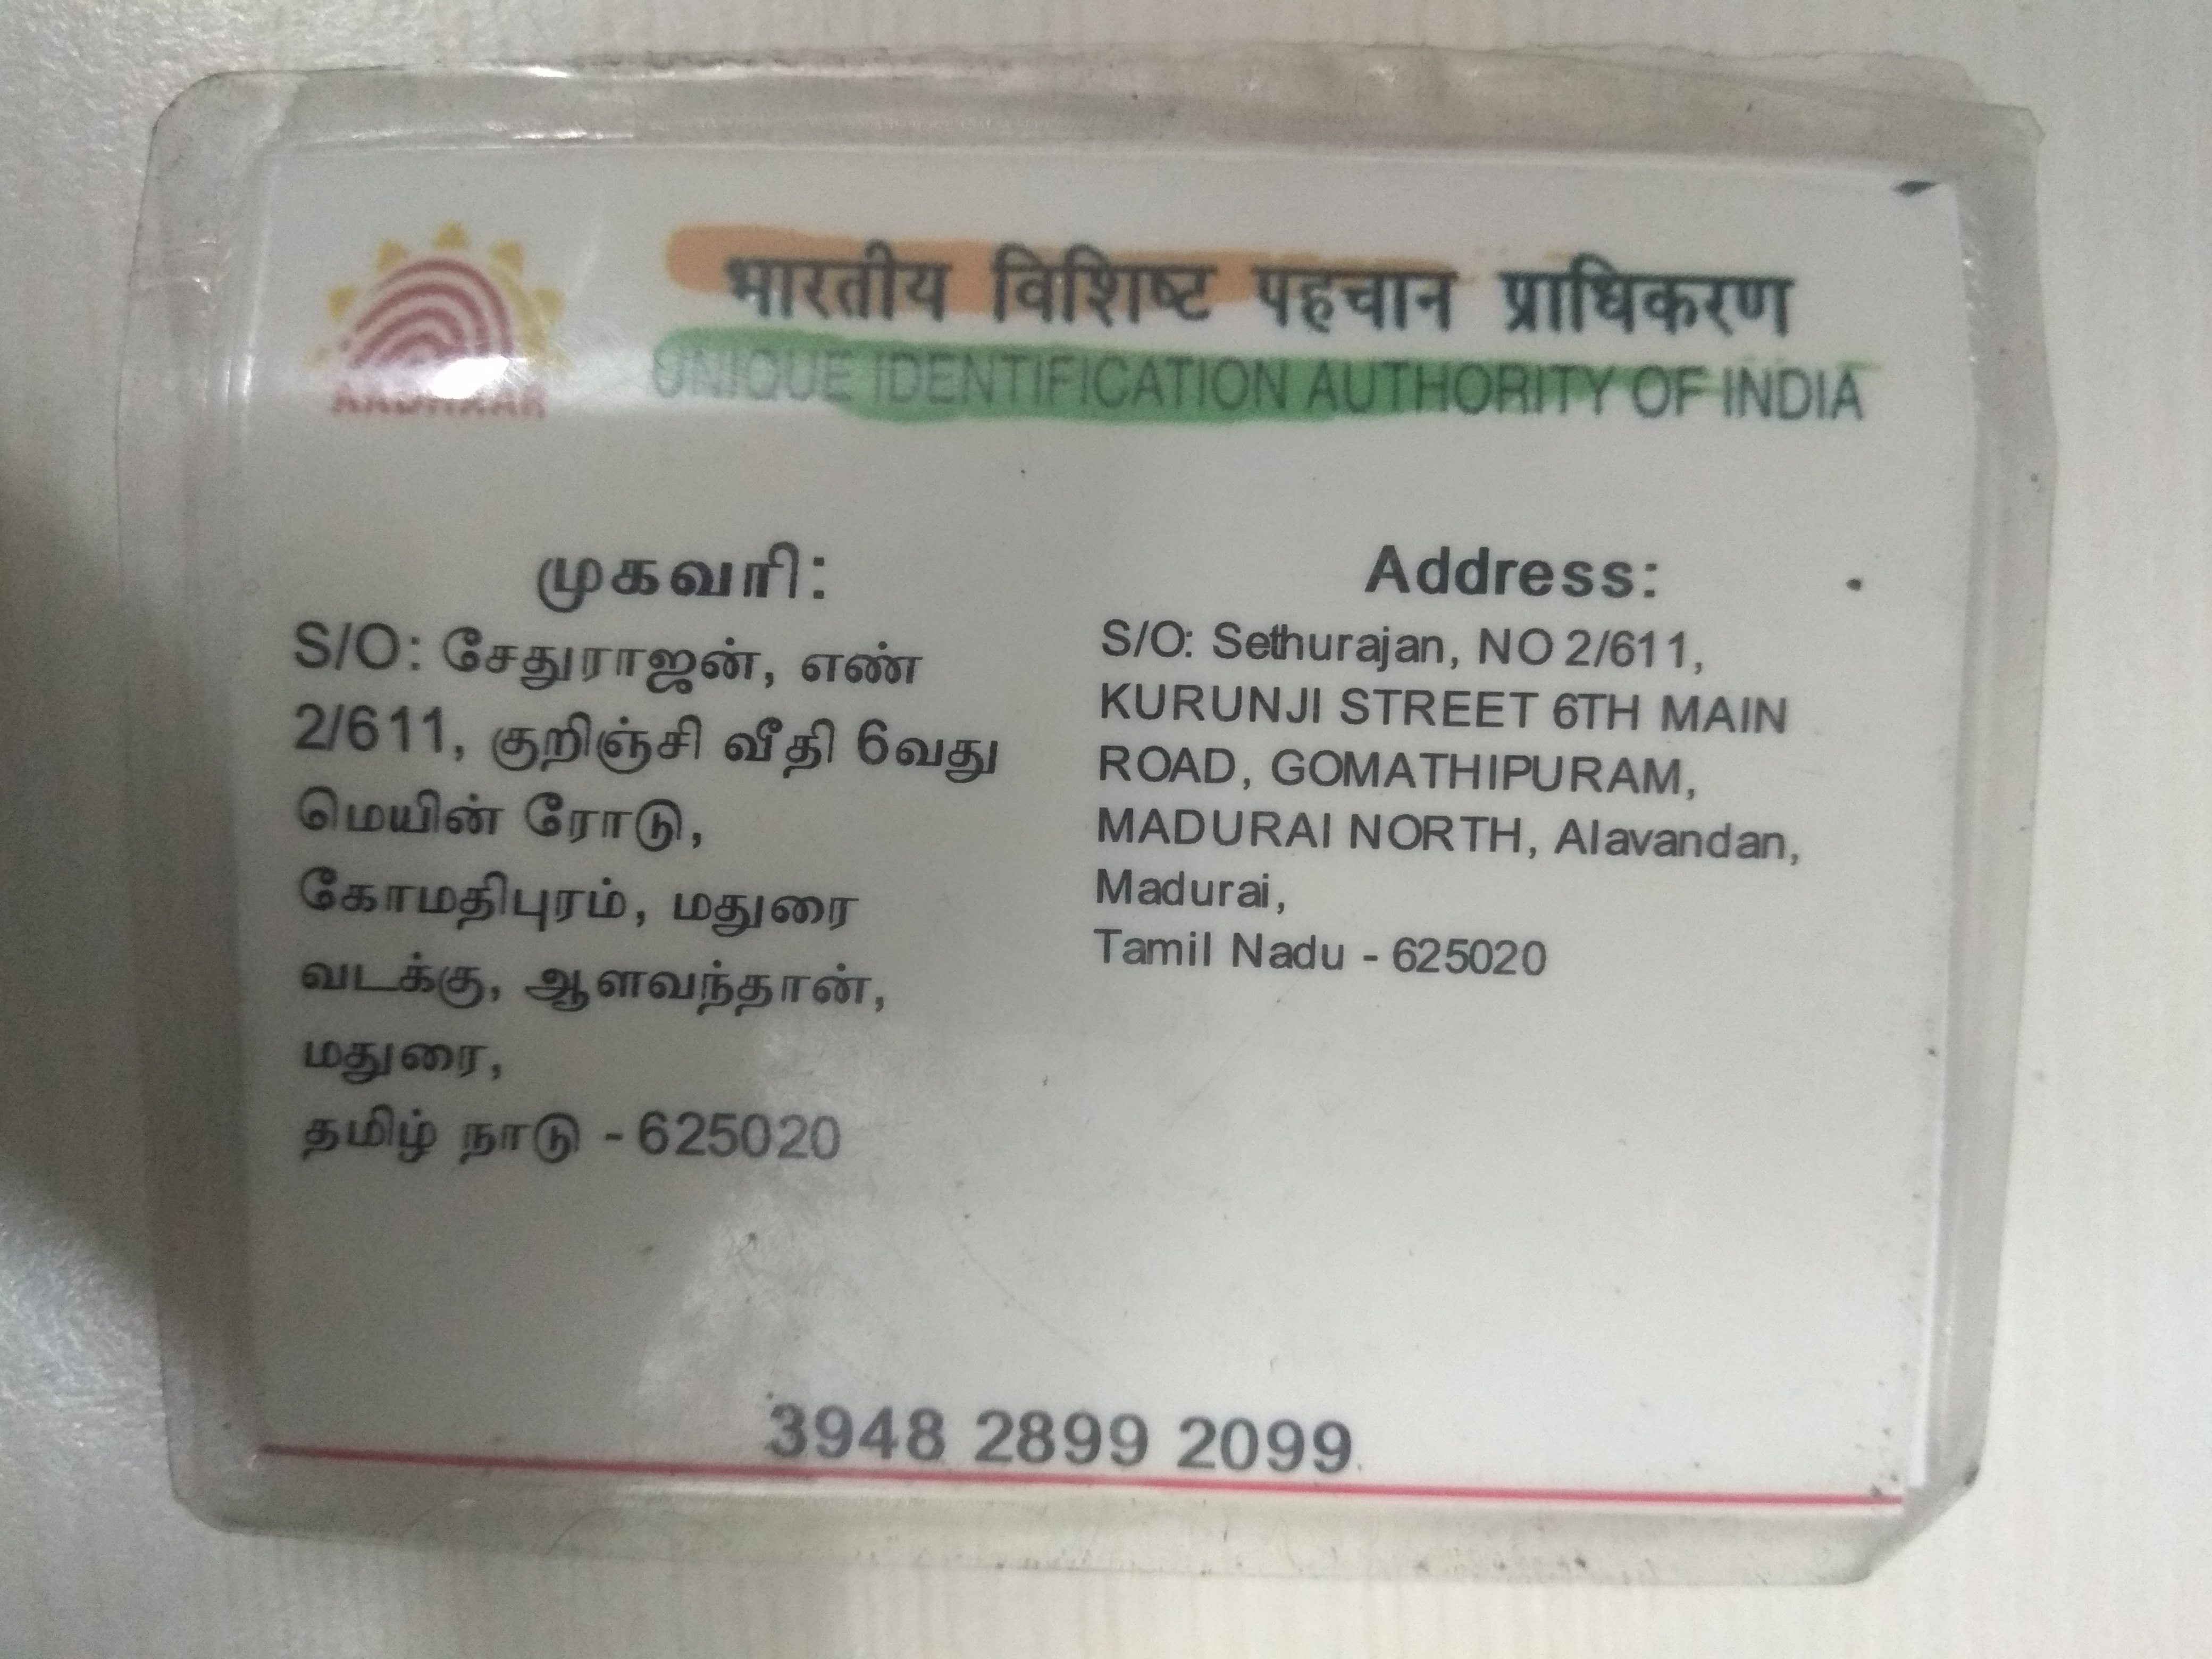 भारतीय विशिष्ट पहचान प्राधिकरण
UNIQUE IDENTIFICATION AUTHORITY OF INDIA
AADHAAR
முகவரி:
S/O: சேதுராஜன், எண்
2/611, குறிஞ்சி வீதி 6வது
மெயின் ரோடு,
கோமதிபுரம், மதுரை
வடக்கு, ஆளவந்தான்,
மதுரை,
தமிழ் நாடு - 625020
Address:
S/O: Sethurajan, NO 2/611,
KURUNJI STREET 6TH MAIN
ROAD, GOMATHIPURAM,
MADURAI NORTH, Alavandan,
Madurai,
Tamil Nadu - 625020
3948 2899 2099